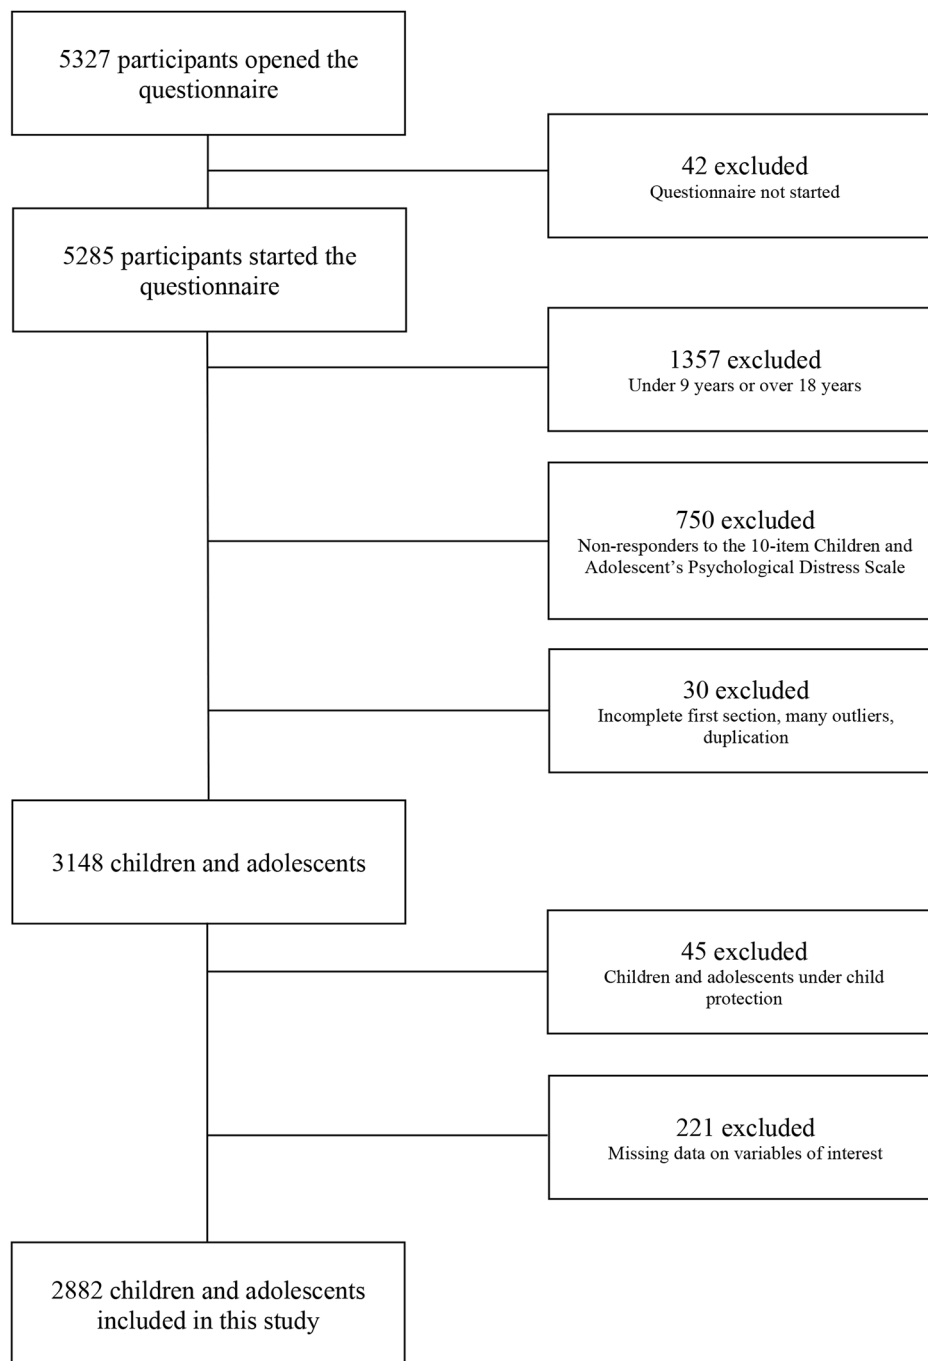 5327 participants opened the
questionnaire
42 excluded
Questionnaire not started
5285 participants started the
questionnaire
1357 excluded
Under 9 years or over 18 years
750 excluded
Non-responders to the 10-item Children and
Adolescent’s Psychological Distress Scale
30 excluded
Incomplete first section, many outliers,
duplication
3148 children and adolescents
45 excluded
Children and adolescents under child
protection
221 excluded
Missing data on variables of interest
2882 children and adolescents
included in this study